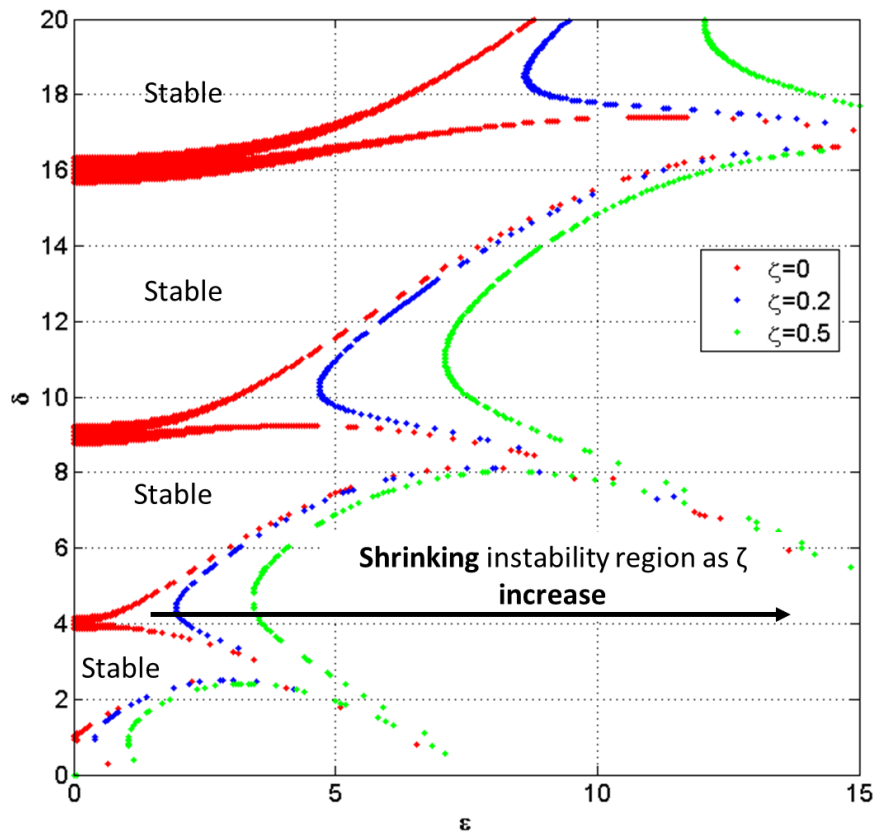 20
18
16
14
12
10
8
6
4
2
0
δ
Stable
Stable
Stable
Stable
ζ=0
ζ=0.2
ζ=0.5
Shrinking instability region as ζ
increase
0
5
10
15
ε